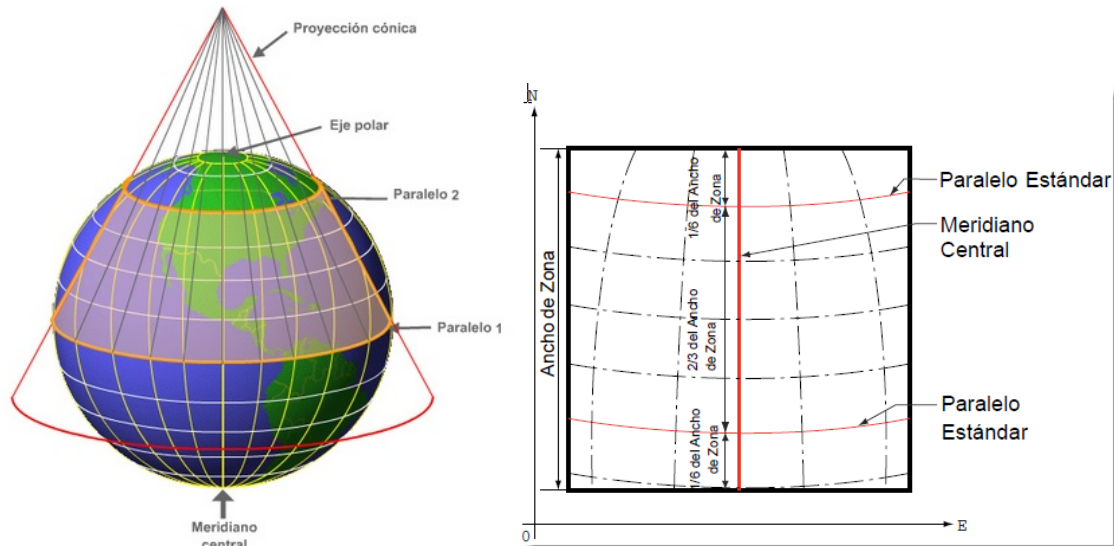 Proyección cónica
Eje polar
Paralelo 2
Paralelo 1
Meridiano
central
N
Ancho de Zona
1/6 del Ancho
de Zona
2/3 del Ancho
de Zona
1/6 del Ancho
de Zona
Paralelo Estándar
Meridiano
Central
Paralelo
Estándar
0
E